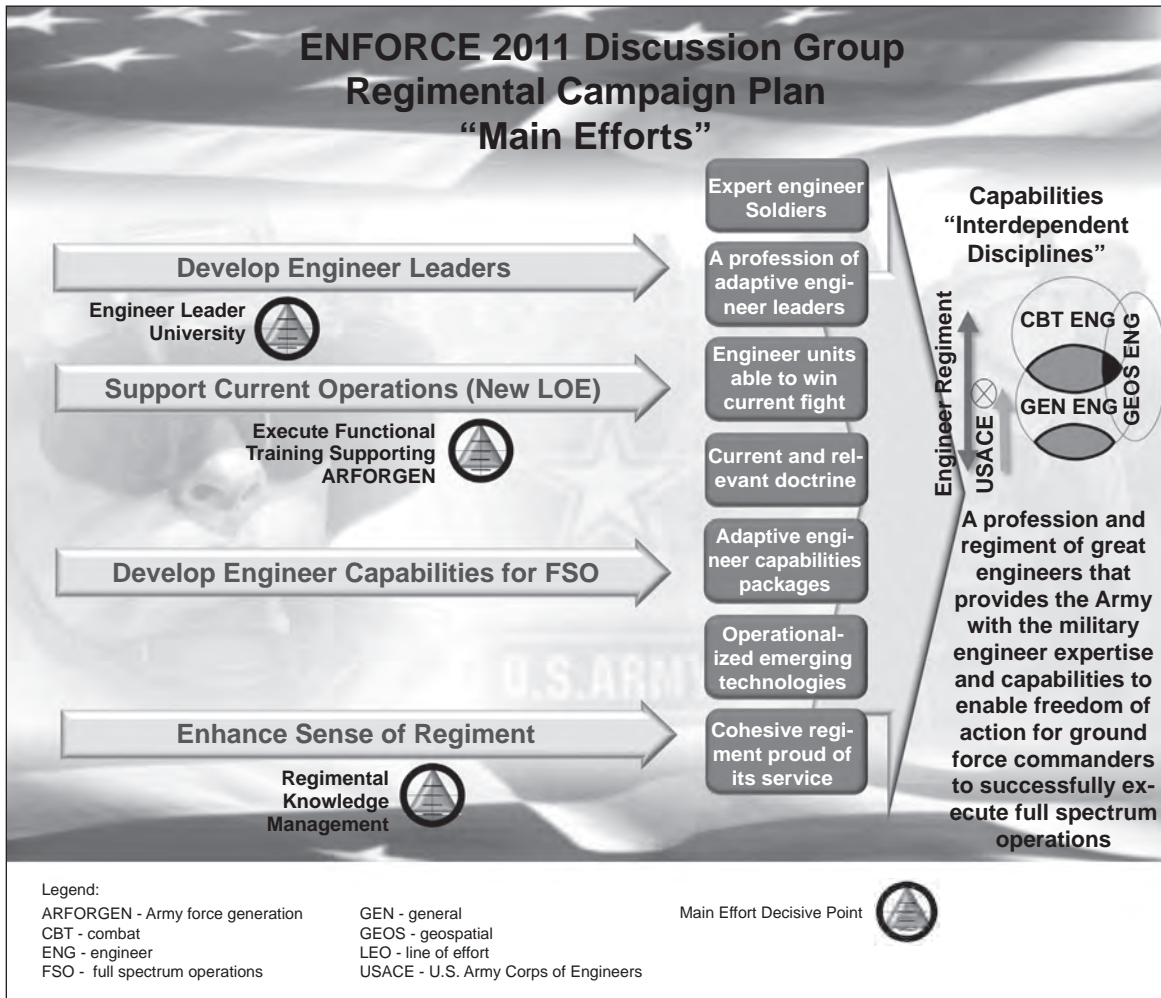 ENFORCE 2011 Discussion Group
Regimental Campaign Plan
“Main Efforts”
Develop Engineer Leaders
Engineer Leader
University
Support Current Operations (New LOE)
Execute Functional
Training Supporting
ARFORGEN
Develop Engineer Capabilities for FSO
U.S.ARMY
Enhance Sense of Regiment
Regimental
Knowledge
Management
Expert engineer
Soldiers
A profession of
adaptive engi-
neer leaders
Engineer units
able to win
current fight
Current and rel-
evant doctrine
Adaptive engi-
neer capabilities
packages
Operational-
ized emerging
technologies
Cohesive regi-
ment proud of
its service
Capabilities
“Interdependent
Disciplines”
Engineer Regiment
USACE
CBT ENG
GEN ENG
GEOS ENG
A profession and
regiment of great
engineers that
provides the Army
with the military
engineer expertise
and capabilities to
enable freedom of
action for ground
force commanders
to successfully ex-
ecute full spectrum
operations
Legend:
ARFORGEN - Army force generation
CBT - combat
ENG - engineer
FSO - full spectrum operations
GEN - general
GEOS - geospatial
LEO - line of effort
USACE - U.S. Army Corps of Engineers
Main Effort Decisive Point